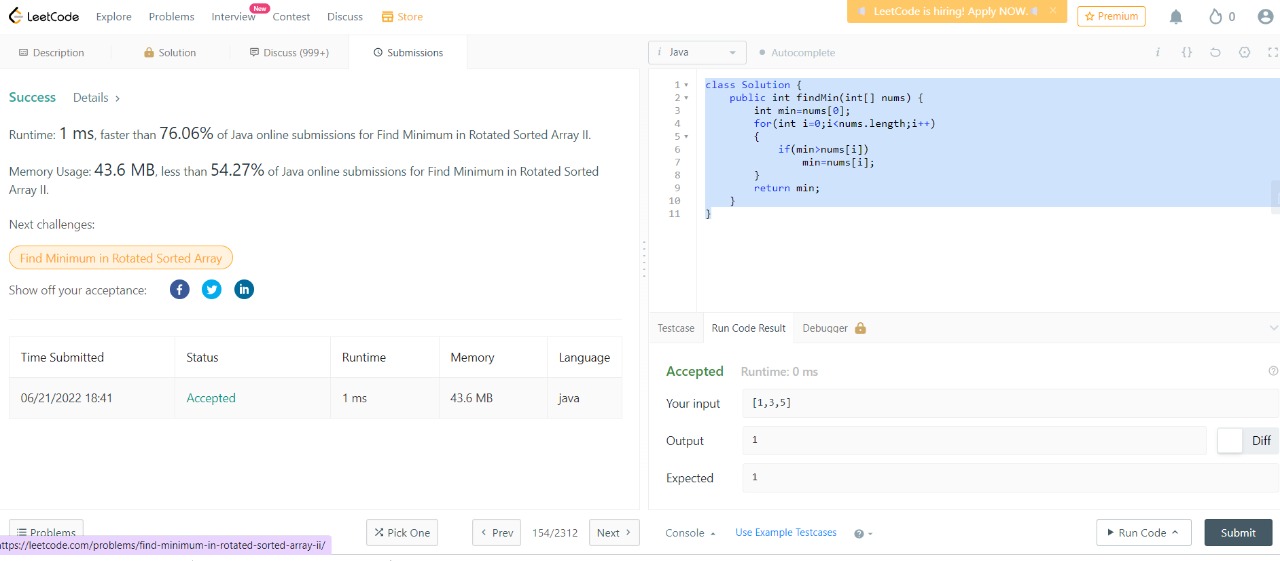 LeetCode Explore Problems Interview New Contest Discuss Store LeetCode is hiring! Apply NOW. × Premium 0
Description Solution Discuss (999+) Submissions
i Java Autocomplete i {}
Success Details >
Runtime: 1 ms, faster than 76.06% of Java online submissions for Find Minimum in Rotated Sorted Array II.
Memory Usage: 43.6 MB, less than 54.27% of Java online submissions for Find Minimum in Rotated Sorted
Array II.
Next challenges:
Find Minimum in Rotated Sorted Array
Show off your acceptance: f in
Time Submitted Status Runtime Memory Language
06/21/2022 18:41 Accepted 1 ms 43.6 MB java
1 class Solution {
2 public int findMin(int[] nums) {
3 int min=nums[0];
4 for(int i=0;i<nums.length;i++)
5 {
6 if(min>nums[i])
7 min=nums[i];
8 }
9 return min;
10 }
11 }
Testcase Run Code Result Debugger
Accepted Runtime: 0 ms ?
Your input [1,3,5]
Output 1 Diff
Expected 1
Problems Pick One < Prev 154/2312 Next >
ttps://leetcode.com/problems/find-minimum-in-rotated-sorted-array-ii/
Console Use Example Testcases ? Run Code Submit